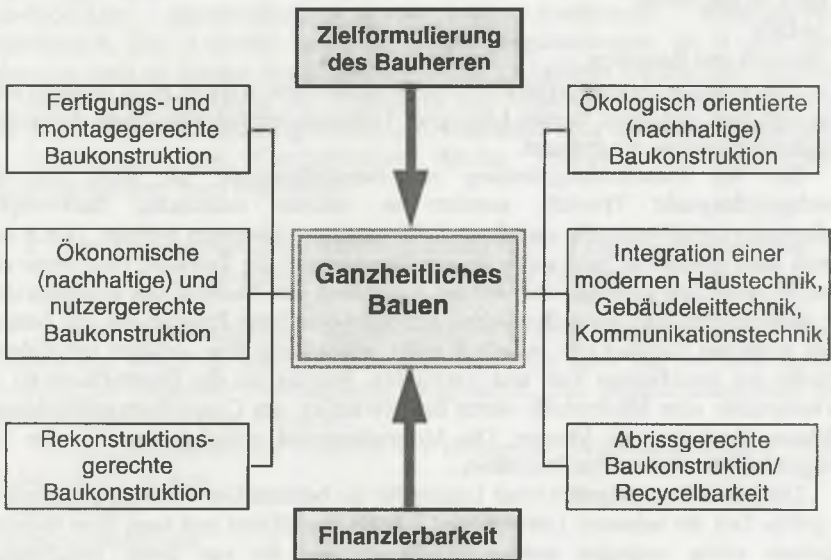 Zielformulierung
des Bauherren
Fertigungs- und
montagegerechte
Baukonstruktion
Ökonomische
(nachhaltige) und
nutzergerechte
Baukonstruktion
Rekonstruktions-
gerechte
Baukonstruktion
Ganzheitliches
Bauen
Ökologisch orientierte
(nachhaltige)
Baukonstruktion
Integration einer
modernen Haustechnik,
Gebäudeleittechnik,
Kommunikationstechnik
Abrissgerechte
Baukonstruktion/
Recycelbarkeit
Finanzierbarkeit